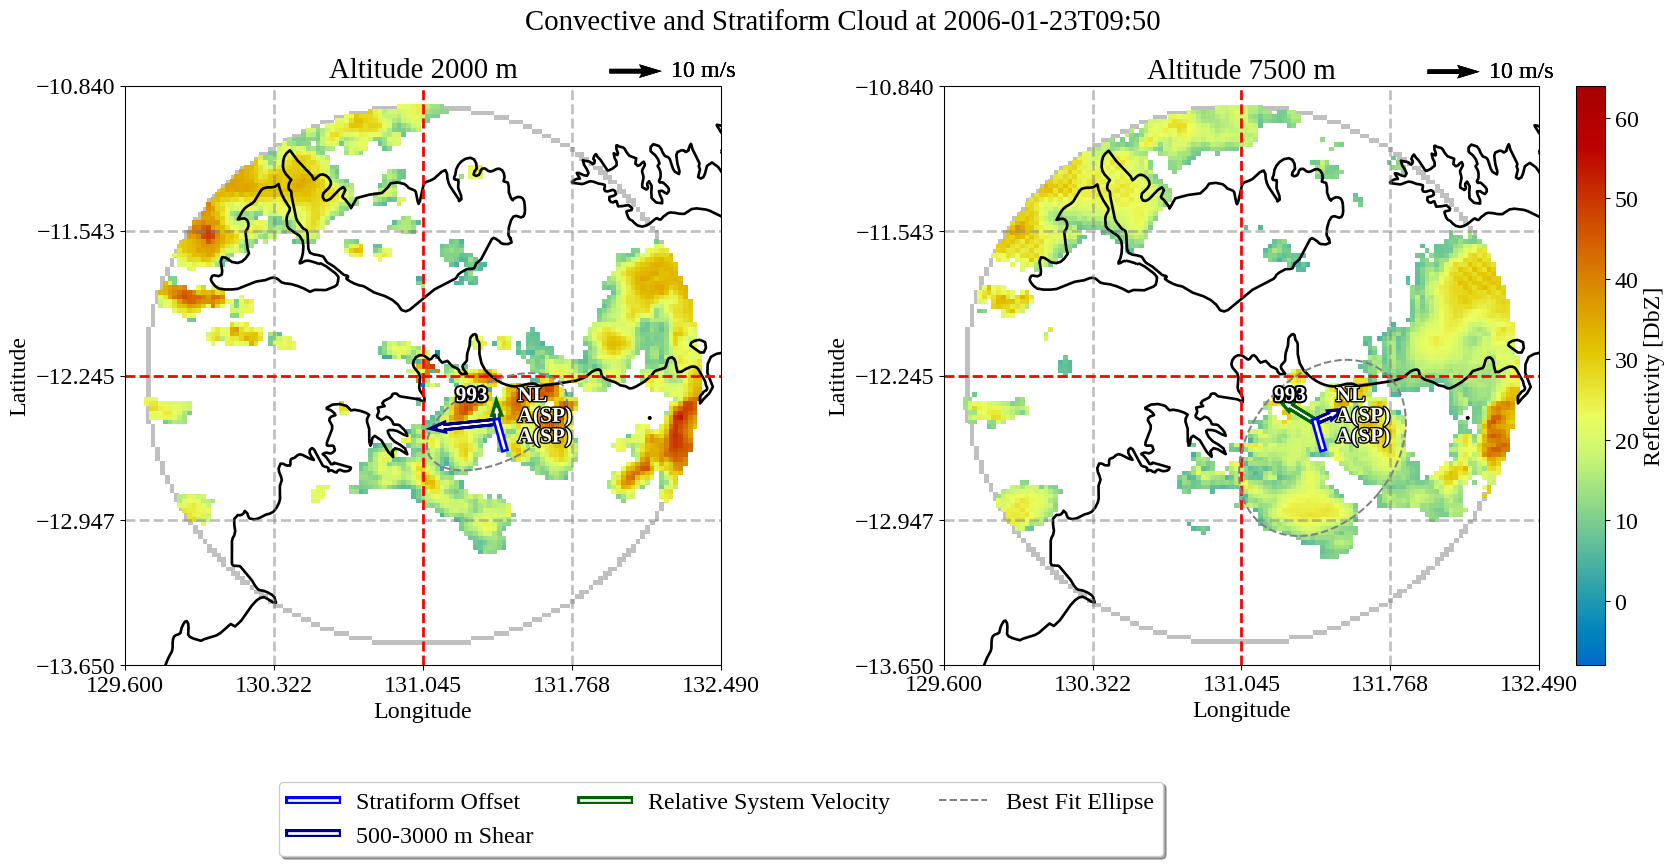 Convective and Stratiform Cloud at 2006-01-23T09:50
Altitude 2000 m
10 m/s
Altitude 7500 m
10 m/s
−10.840
−11.543
−12.245
−12.947
−13.650
Latitude
129.600
130.322
131.045
131.768
132.490
Longitude
993
NL
A(SP)
A(SP)
−10.840
−11.543
−12.245
−12.947
−13.650
Latitude
129.600
130.322
131.045
131.768
132.490
Longitude
993
NL
A(SP)
A(SP)
60
50
40
30
20
10
0
Reflectivity [DbZ]
Stratiform Offset
500-3000 m Shear
Relative System Velocity
Best Fit Ellipse